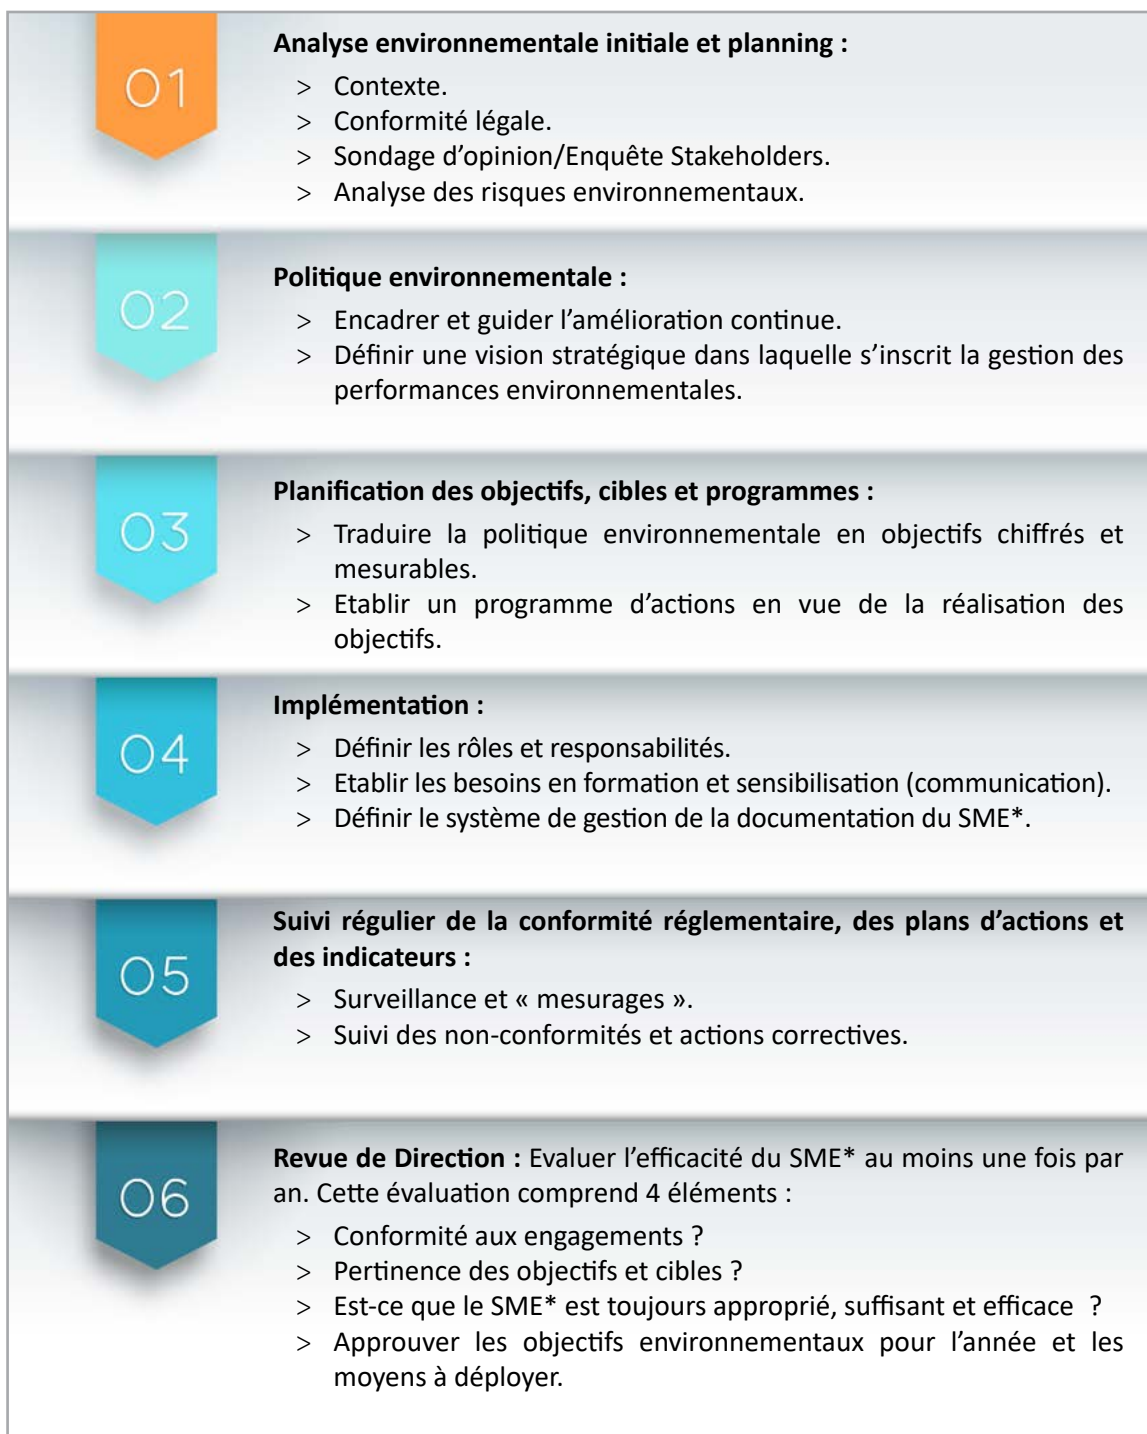 01
Analyse environnementale initiale et planning :
> Contexte.
> Conformité légale.
> Sondage d’opinion/Enquête Stakeholders.
> Analyse des risques environnementaux.
02
Politique environnementale :
> Encadrer et guider l’amélioration continue.
> Définir une vision stratégique dans laquelle s’inscrit la gestion des
performances environnementales.
03
Planification des objectifs, cibles et programmes :
> Traduire la politique environnementale en objectifs chiffrés et
mesurables.
> Etablir un programme d’actions en vue de la réalisation des
objectifs.
04
Implémentation :
> Définir les rôles et responsabilités.
> Etablir les besoins en formation et sensibilisation (communication).
> Définir le système de gestion de la documentation du SME*.
05
Suivi régulier de la conformité réglementaire, des plans d’actions et
des indicateurs :
> Surveillance et « mesurages ».
> Suivi des non-conformités et actions correctives.
06
Revue de Direction : Evaluer l’efficacité du SME* au moins une fois par
an. Cette évaluation comprend 4 éléments :
> Conformité aux engagements ?
> Pertinence des objectifs et cibles ?
> Est-ce que le SME* est toujours approprié, suffisant et efficace ?
> Approuver les objectifs environnementaux pour l’année et les
moyens à déployer.